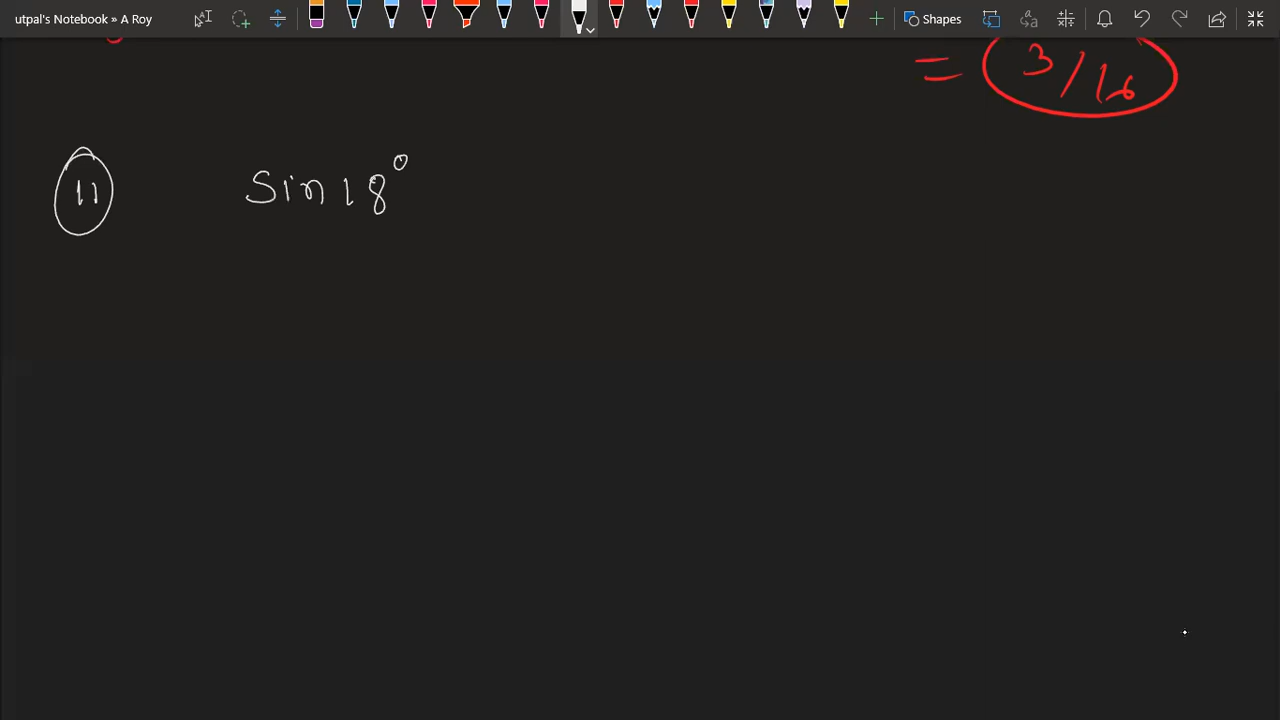 utpal's Notebook » A Roy
Shapes
= 3/16
11 Sin 18°